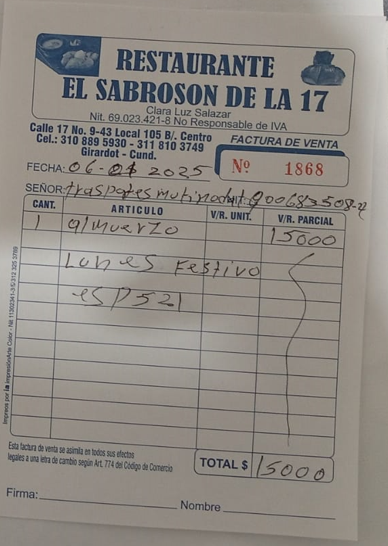 RESTAURANTE
EL SABROSON DE LA 17
Clara Luz Salazar
Nit. 69.023.421-8 No Responsable de IVA
Calle 17 No. 9-43 Local 105 B/. Centro
Cel.: 310 889 5930 - 311 810 3749
Girardot - Cund.
FACTURA DE VENTA
Nº 1868
FECHA: 06-01 2025
SEÑOR: 900683508-
CANT. ARTICULO V/R. UNIT. V/R. PARCIAL
1 almuerzo 15000
Lunes Festivo
esp521
Esta factura de venta se asimila en todos sus efectos
legales a una letra de cambio según Art. 774 del Código de Comercio
TOTAL $ 15000
Firma:
Nombre